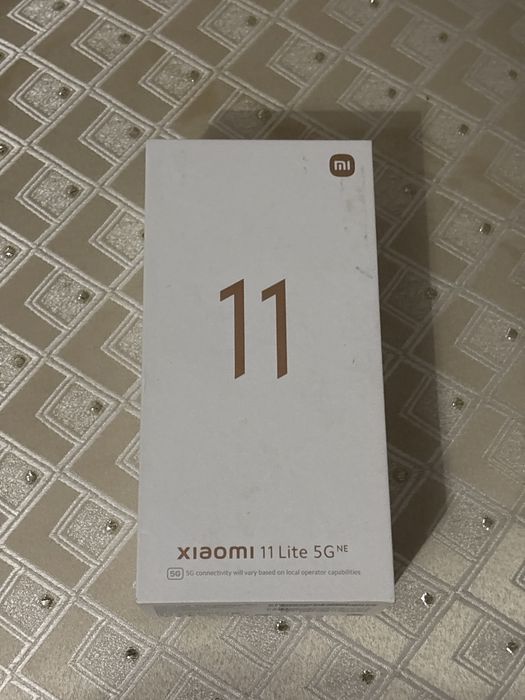 mi
11
xiaomi 11 Lite 5G NE
5G 5G connectivity will vary based on local operator capabilities